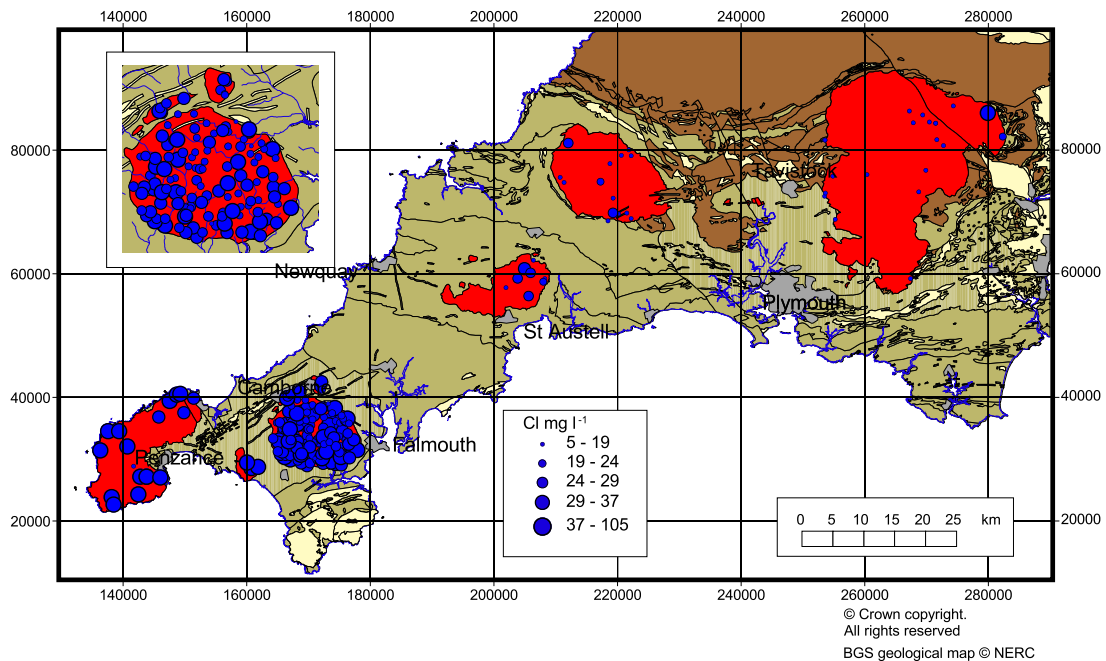 140000 160000 180000 200000 220000 240000 260000 280000
80000 80000
Tavistock
Newquay
60000 60000
Plymouth
St Austell
Camborne
40000 40000
Cl mg l-1
Falmouth
5 - 19
Penzance
19 - 24
24 - 29
29 - 37
37 - 105
0 5 10 15 20 25 km
20000 20000
140000 160000 180000 200000 220000 240000 260000 280000
© Crown copyright.
All rights reserved
BGS geological map © NERC